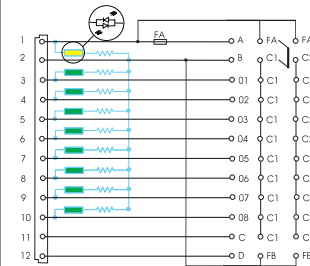 FA
1 A FA FA
2 B C1
3 01 C1
4 02 C1
5 03 C1
6 04 C1
7 05 C1
8 06 C1
9 07 C1
10 08 C1
11 C C1
12 D FB FB